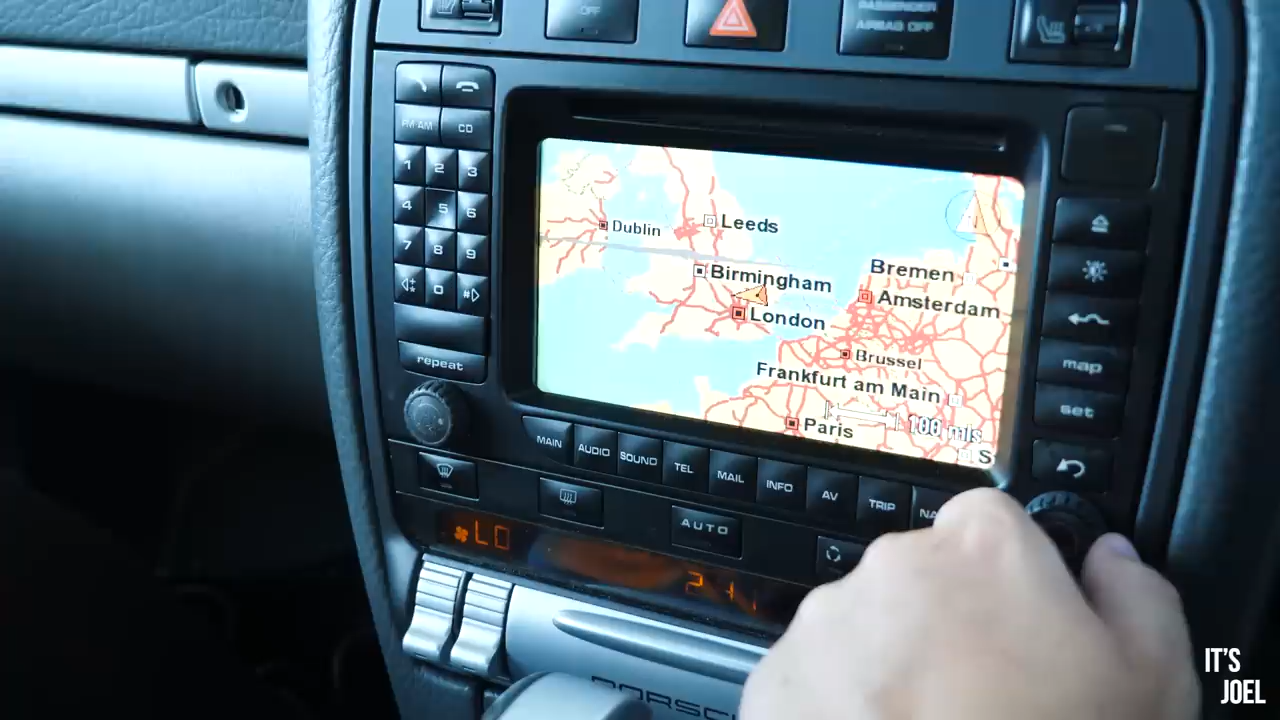 OFF
PASSENGER
AIRBAG OFF
FM AM
CD
1
2
3
4
5
6
7
8
9
0
#
repeat
Dublin
Leeds
Birmingham
London
Bremen
Amsterdam
Brussel
Frankfurt am Main
Paris
100 mls
S
map
set
MAIN
AUDIO
SOUND
TEL
MAIL
INFO
AV
TRIP
NA
AUTO
LO
PORSC
IT'S
JOEL